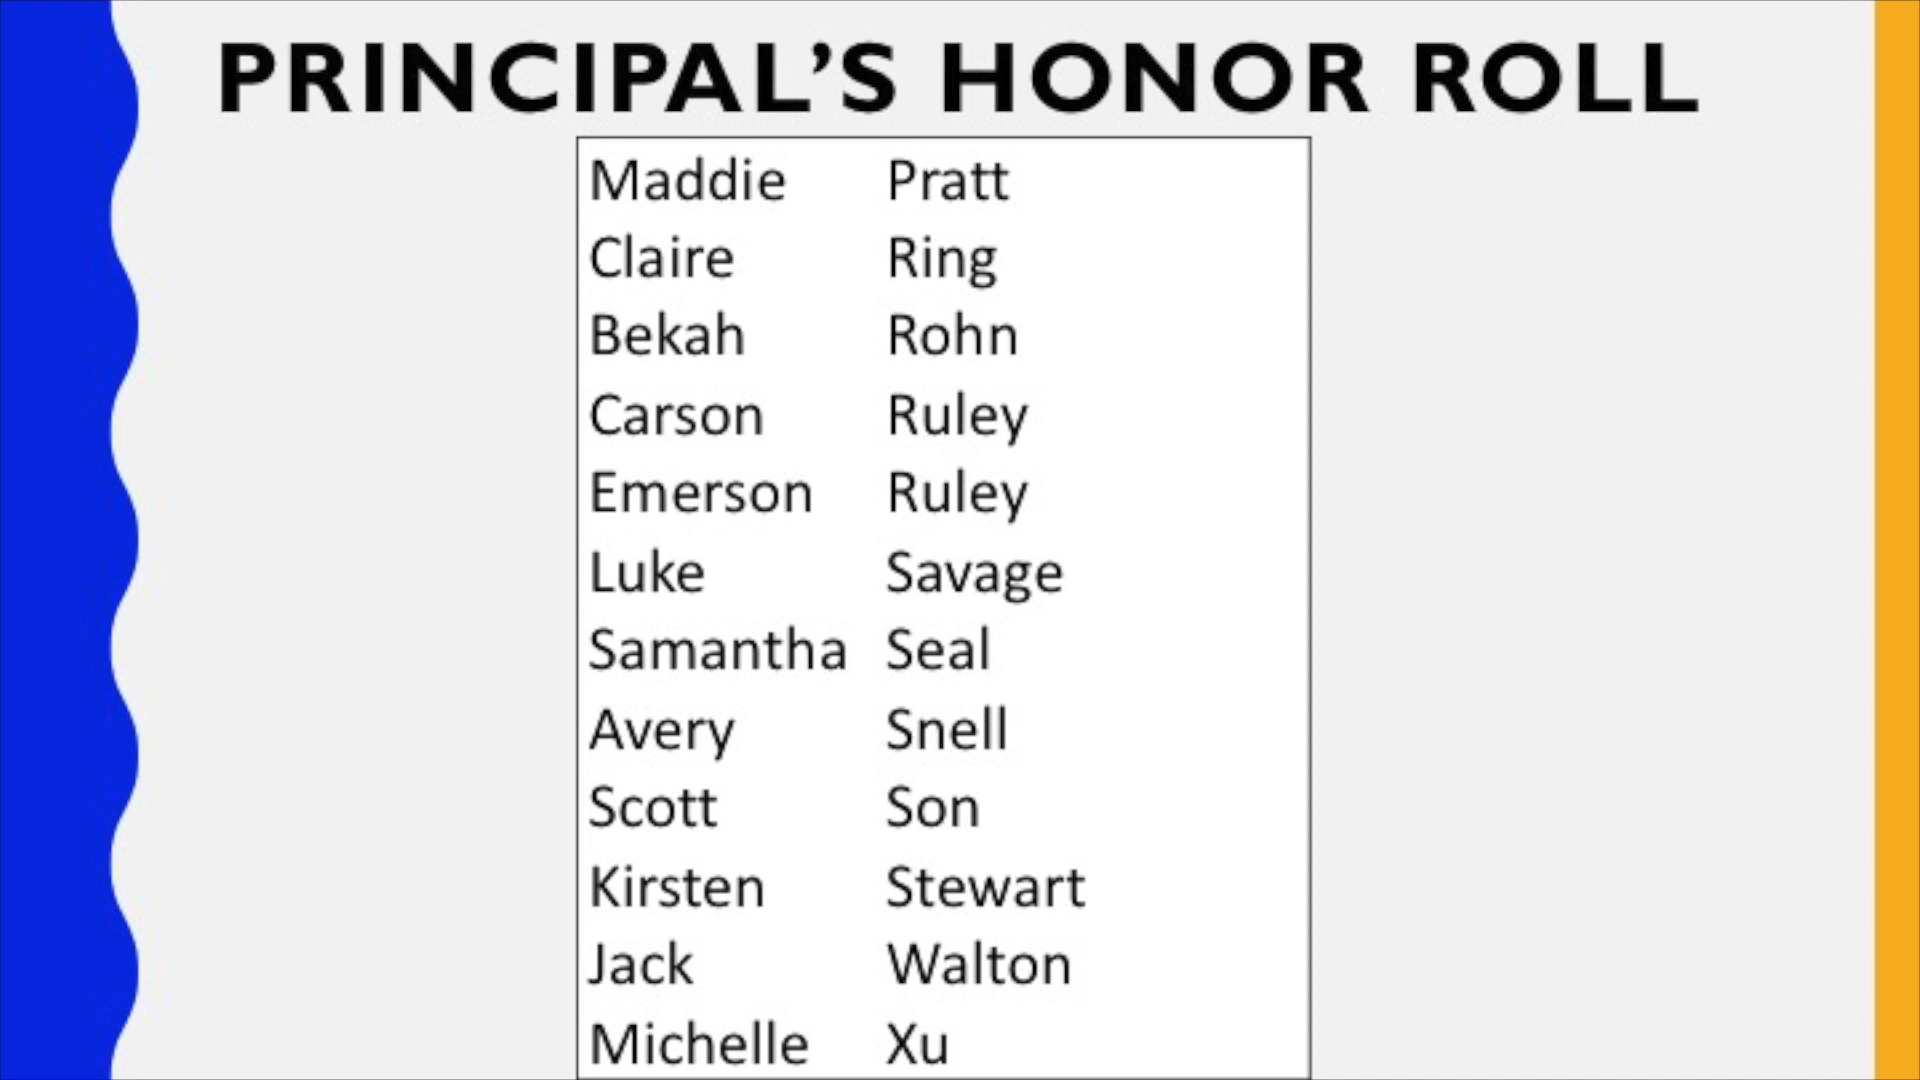 PRINCIPAL’S HONOR ROLL
Maddie Pratt
Claire Ring
Bekah Rohn
Carson Ruley
Emerson Ruley
Luke Savage
Samantha Seal
Avery Snell
Scott Son
Kirsten Stewart
Jack Walton
Michelle Xu